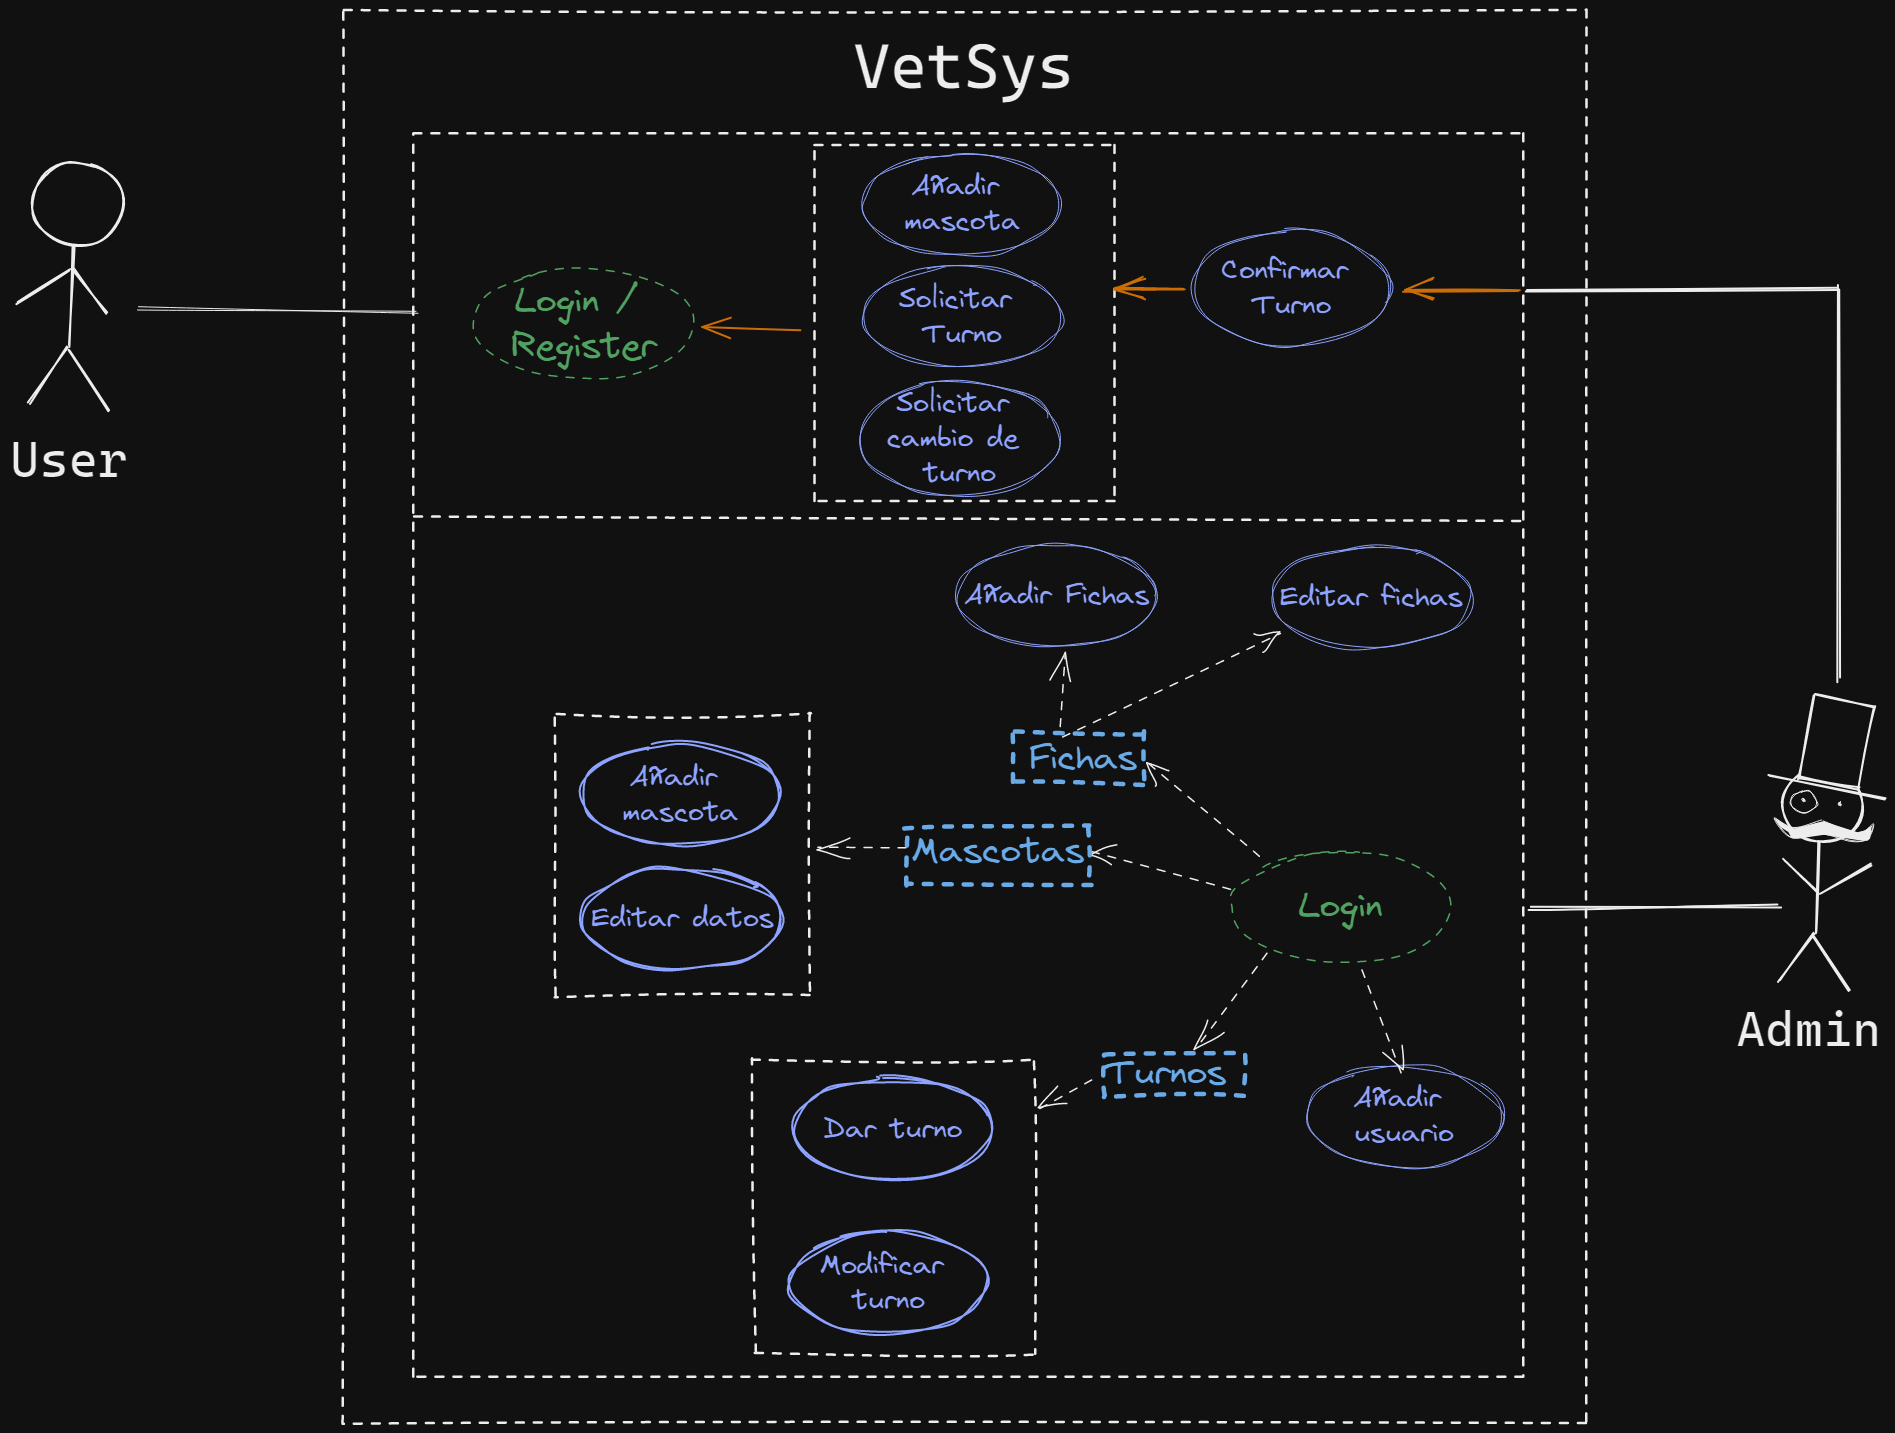 VetSys
User
Login /
Register
Añadir
mascota
Solicitar
Turno
Solicitar
cambio de
turno
Confirmar
Turno
Añadir Fichas
Editar fichas
Fichas
Añadir
mascota
Editar datos
Mascotas
Login
Admin
Turnos
Dar turno
Modificar
turno
Añadir
usuario